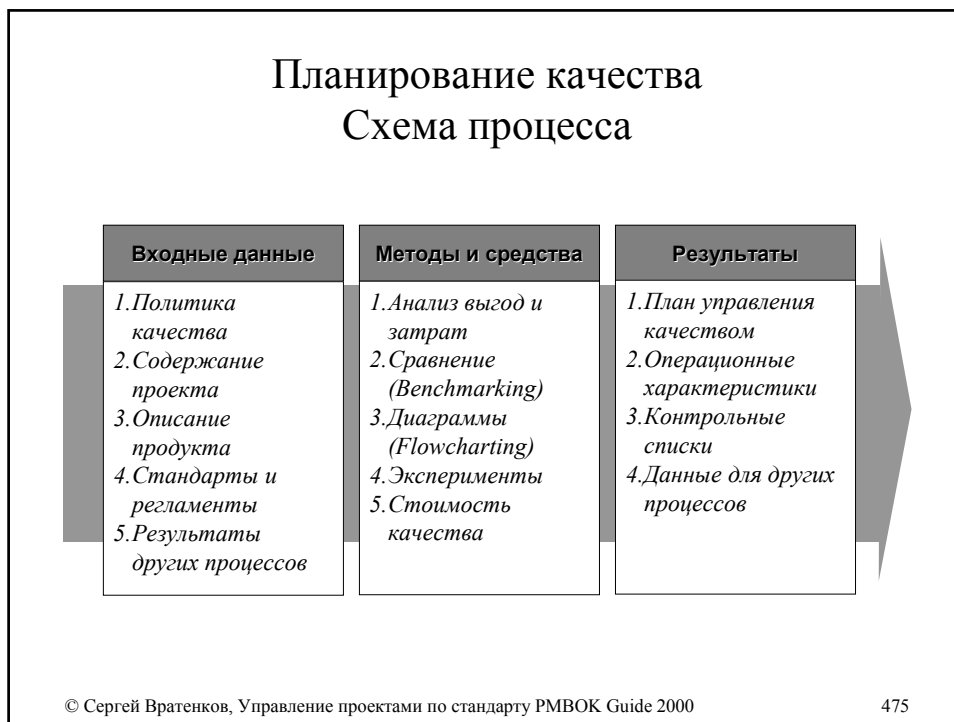 Планирование качества
Схема процесса
Входные данные
1.Политика
качества
2.Содержание
проекта
3.Описание
продукта
4.Стандарты и
регламенты
5.Результаты
других процессов
Методы и средства
1.Анализ выгод и
затрат
2.Сравнение
(Benchmarking)
3.Диаграммы
(Flowcharting)
4.Эксперименты
5.Стоимость
качества
Результаты
1.План управления
качеством
2.Операционные
характеристики
3.Контрольные
списки
4.Данные для других
процессов
© Сергей Вратенков, Управление проектами по стандарту PMBOK Guide 2000
475